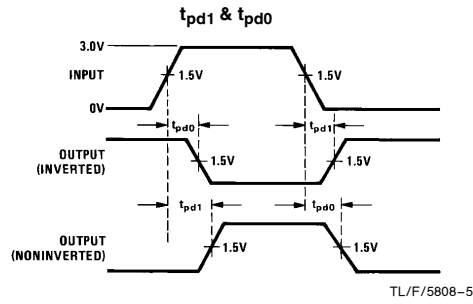 tpd1 & tpd0
3.0V
INPUT
1.5V
1.5V
0V
tpd0
tpd1
OUTPUT
(INVERTED)
1.5V
1.5V
tpd1
tpd0
OUTPUT
(NONINVERTED)
1.5V
1.5V
TL/F/5808–5